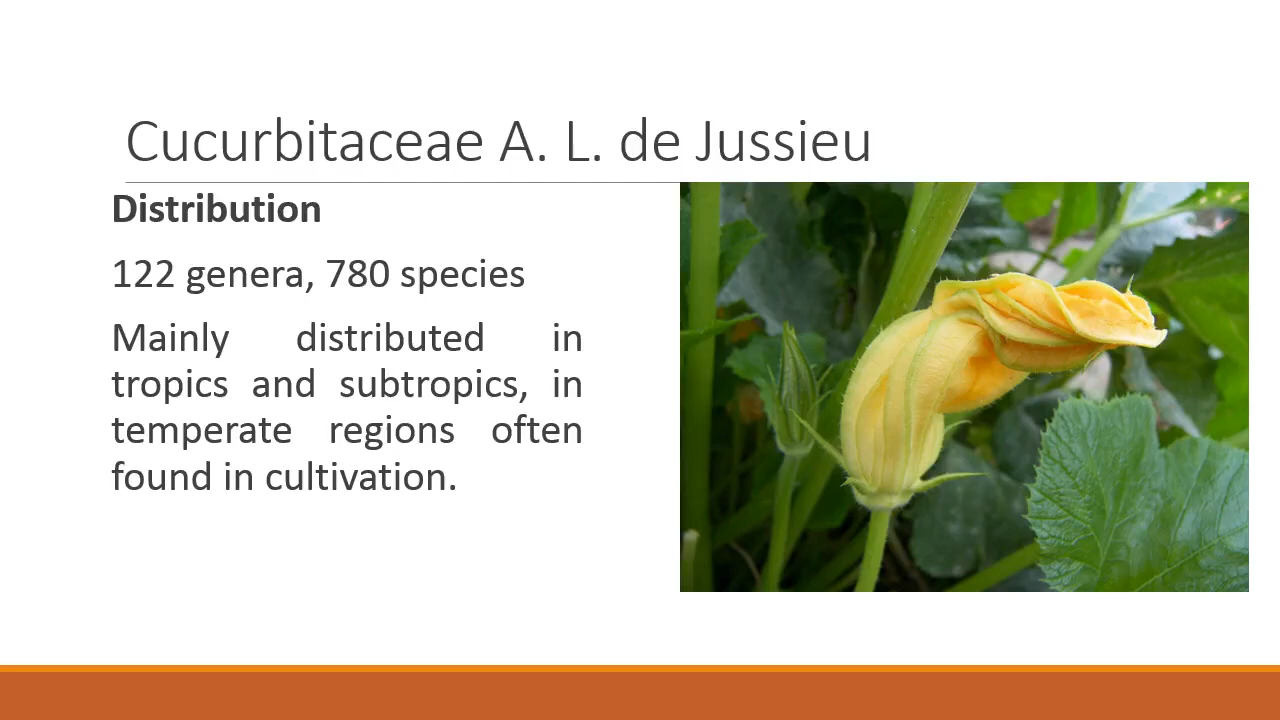 Cucurbitaceae A. L. de Jussieu
Distribution
122 genera, 780 species
Mainly distributed in
tropics and subtropics, in
temperate regions often
found in cultivation.